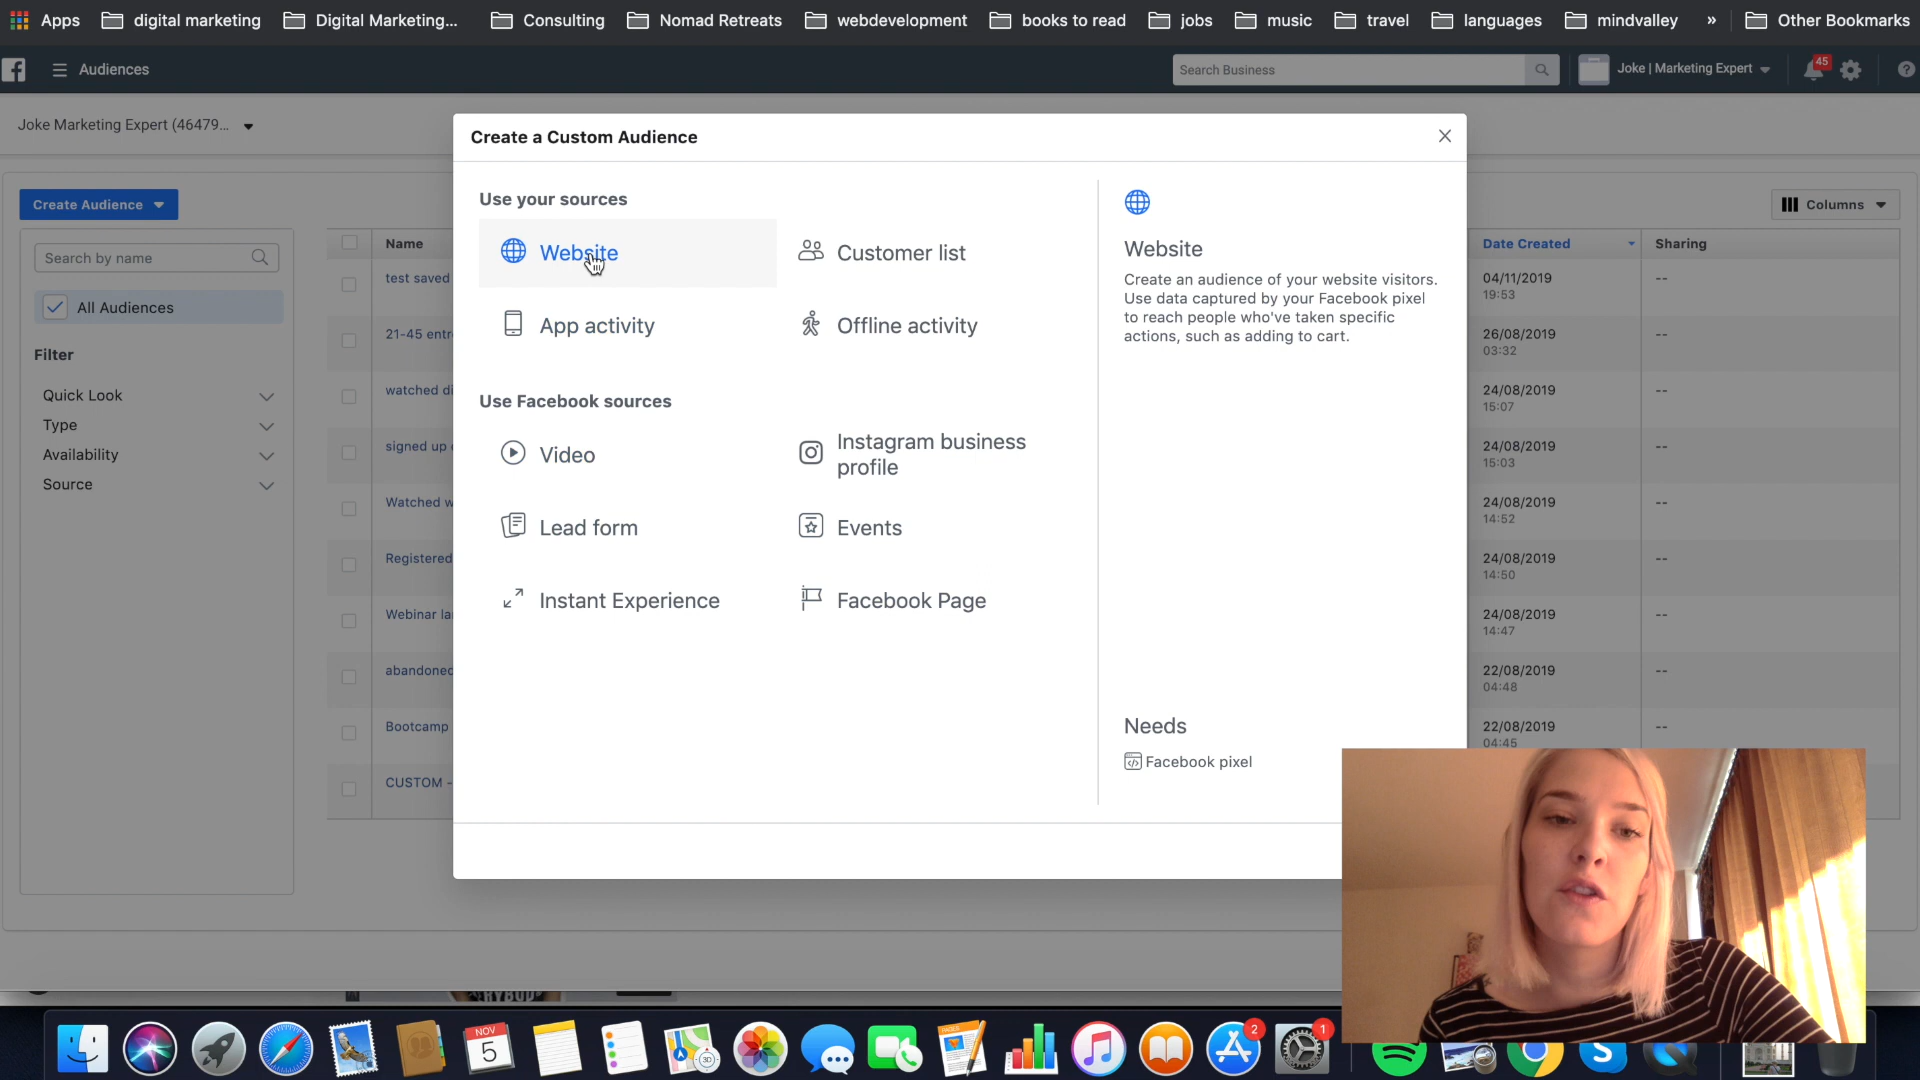 Apps
digital marketing
Digital Marketing...
Consulting
Nomad Retreats
webdevelopment
books to read
jobs
music
travel
languages
mindvalley
»
Other Bookmarks
Audiences
Search Business
Joke | Marketing Expert
45
Joke Marketing Expert (46479...
Create a Custom Audience
Create Audience
Columns
Search by name
All Audiences
Filter
Quick Look
Type
Availability
Source
Name
test saved
21-45 entr
watched di
signed up
Watched w
Registered
Webinar la
abandoned
Bootcamp
CUSTOM -
Use your sources
Website
Customer list
App activity
Offline activity
Use Facebook sources
Video
Instagram business
profile
Lead form
Events
Instant Experience
Facebook Page
Website
Create an audience of your website visitors.
Use data captured by your Facebook pixel
to reach people who've taken specific
actions, such as adding to cart.
Needs
Facebook pixel
Date Created
Sharing
04/11/2019
19:53
--
26/08/2019
03:32
--
24/08/2019
15:07
--
24/08/2019
15:03
--
24/08/2019
14:52
--
24/08/2019
14:50
--
24/08/2019
14:47
--
22/08/2019
04:48
--
22/08/2019
04:45
--
NOV
5
3D
PAGES
2
1